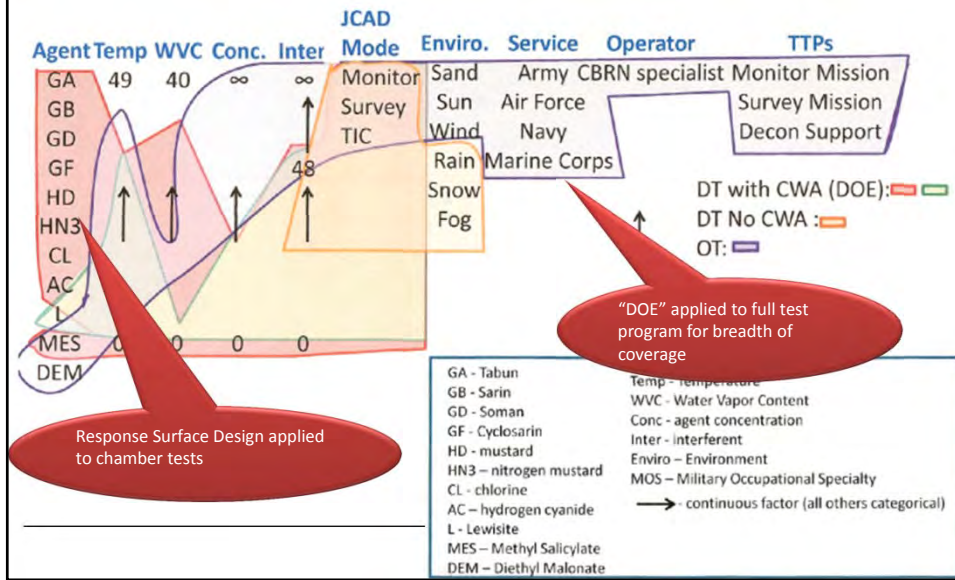 JCAD
Agent Temp WVC Conc. Inter Mode Enviro. Service Operator TTPs
GA 49 40 ∞ ∞ Monitor Sand Army CBRN specialist Monitor Mission
GB Survey Sun Air Force Survey Mission
GD TIC Wind Navy Decon Support
GF 48 Rain Marine Corps
HD Snow DT with CWA (DOE):
HN3 Fog DT No CWA :
CL OT:
AC
L
MES 0 0 0 0
DEM
"DOE" applied to full test
program for breadth of
coverage
Response Surface Design applied
to chamber tests
GA - Tabun
GB - Sarin
GD - Soman
GF - Cyclosarin
HD - mustard
HN3 – nitrogen mustard
CL - chlorine
AC – hydrogen cyanide
L - Lewisite
MES – Methyl Salicylate
DEM – Diethyl Malonate
Temp - Temperature
WVC - Water Vapor Content
Conc - agent concentration
Inter - interferent
Enviro – Environment
MOS – Military Occupational Specialty
→ - continuous factor (all others categorical)